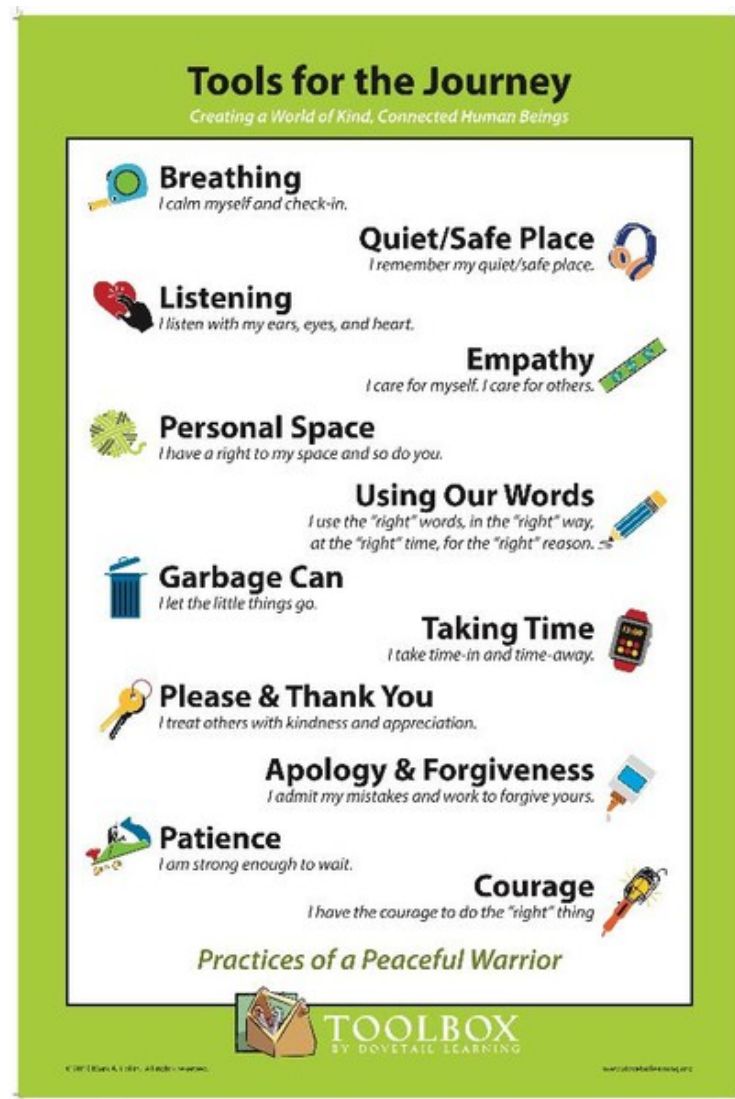 Tools for the Journey
Creating a World of Kind, Connected Human Beings
Breathing
I calm myself and check-in.
Quiet/Safe Place
I remember my quiet/safe place.
Listening
I listen with my ears, eyes, and heart.
Empathy
I care for myself. I care for others.
Personal Space
I have a right to my space and so do you.
Using Our Words
I use the "right" words, in the "right" way,
at the "right" time, for the "right" reason.
Garbage Can
I let the little things go.
Taking Time
I take time-in and time-away.
Please & Thank You
I treat others with kindness and appreciation.
Apology & Forgiveness
I admit my mistakes and work to forgive yours.
Patience
I am strong enough to wait.
Courage
I have the courage to do the "right" thing
Practices of a Peaceful Warrior
TOOLBOX
BY DOVETAIL LEARNING
All rights reserved.